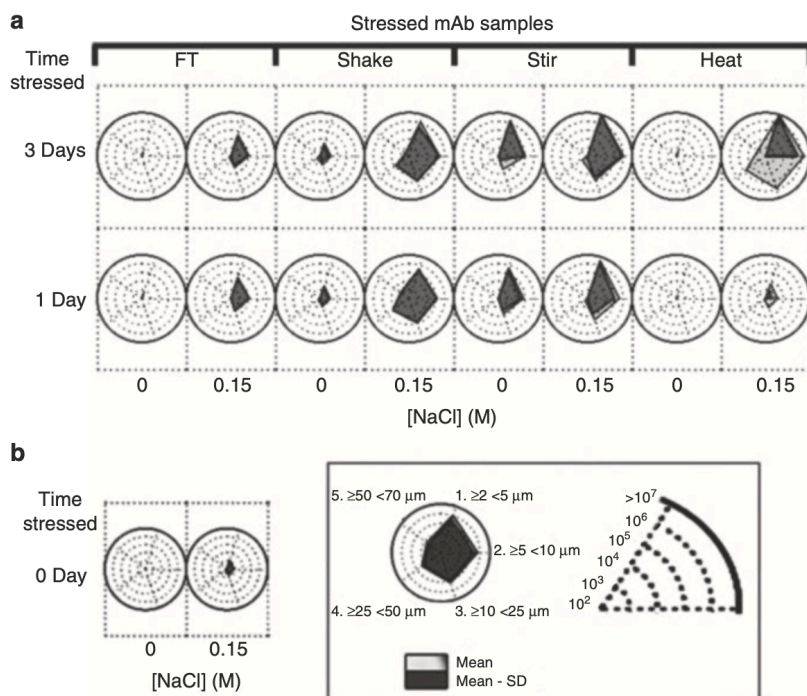 a
Stressed mAb samples
Time
stressed
FT Shake Stir Heat
3 Days
1 Day
0 0.15 0 0.15 0 0.15 0 0.15
[NaCl] (M)
b
Time
stressed
0 Day
0 0.15
[NaCl] (M)
5. ≥50 <70 μm 1. ≥2 <5 μm
2. ≥5 <10 μm
4. ≥25 <50 μm 3. ≥10 <25 μm
Mean
Mean - SD
>10⁷
10⁶
10⁵
10⁴
10³
10²